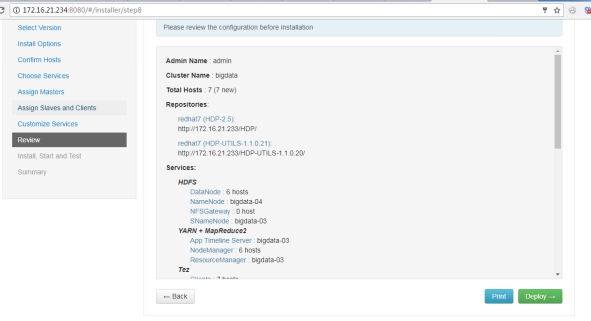 172.16.21.234:8080/#/installer/step8
Select Version
Install Options
Confirm Hosts
Choose Services
Assign Masters
Assign Slaves and Clients
Customize Services
Review
Install, Start and Test
Summary
Please review the configuration before installation
Admin Name : admin
Cluster Name : bigdata
Total Hosts : 7 (7 new)
Repositories:
redhat7 (HDP-2.5):
http://172.16.21.233/HDP/
redhat7 (HDP-UTILS-1.1.0.21):
http://172.16.21.233/HDP-UTILS-1.1.0.20/
Services:
HDFS
DataNode : 6 hosts
NameNode : bigdata-04
NFSGateway : 0 host
SNameNode : bigdata-03
YARN + MapReduce2
App Timeline Server : bigdata-03
NodeManager : 6 hosts
ResourceManager : bigdata-03
Tez
Clients : 7 hosts
← Back
Print
Deploy →